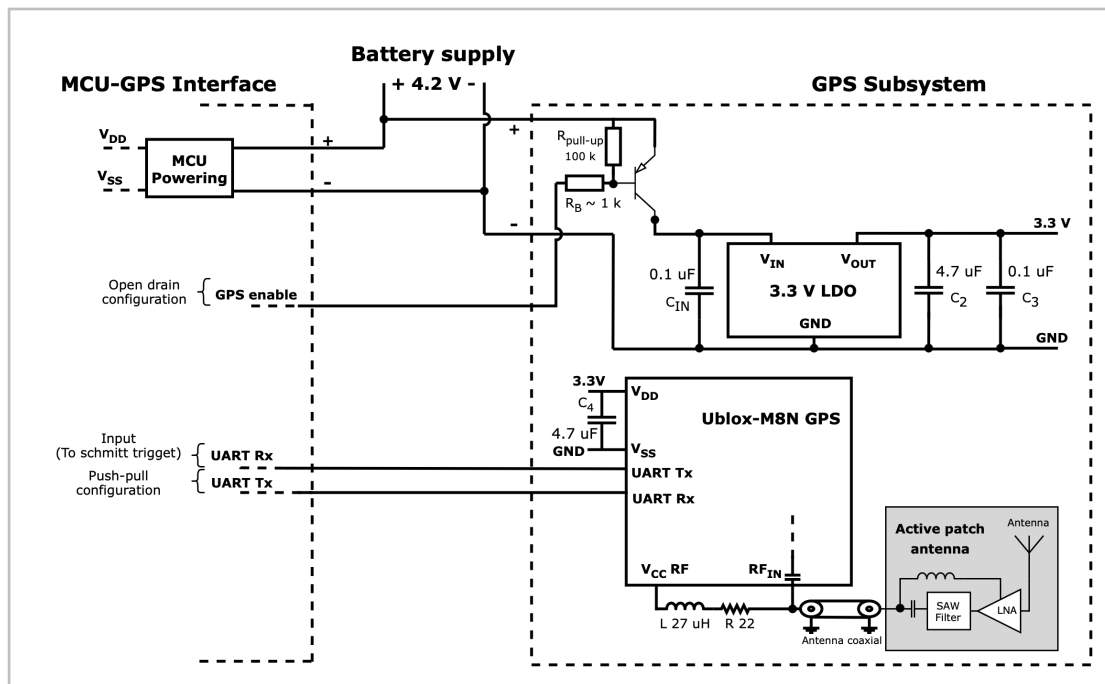 Battery supply
MCU-GPS Interface
+ 4.2 V -
GPS Subsystem
VDD
+
MCU
Powering
VSS
-
+
Rpull-up
100 k
RB ~ 1 k
-
3.3 V
VIN
VOUT
0.1 uF
CIN
3.3 V LDO
GND
4.7 uF
C2
0.1 uF
C3
GND
Open drain
configuration
GPS enable
3.3V
VDD
C4
4.7 uF
GND
VSS
Ublox-M8N GPS
Input
(To schmitt trigget)
UART Rx
UART Tx
Push-pull
configuration
UART Tx
UART Rx
VCC RF
RFIN
L 27 uH
R 22
Antenna coaxial
Active patch
antenna
Antenna
SAW
Filter
LNA